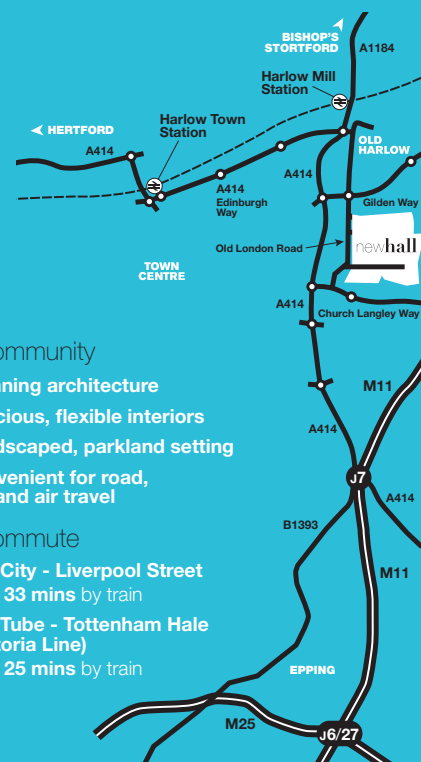 BISHOP'S
STORTFORD
A1184
Harlow Mill
Station
Harlow Town
Station
HERTFORD
A414
OLD
HARLOW
A414
A414
Edinburgh
Way
Gilden Way
Old London Road
newhall
TOWN
CENTRE
A414
Church Langley Way
ommunity
ning architecture
cious, flexible interiors
dscaped, parkland setting
venient for road,
and air travel
M11
A414
J7
A414
B1393
M11
ommute
City - Liverpool Street
33 mins by train
Tube - Tottenham Hale
toria Line)
25 mins by train
EPPING
M25
J6/27